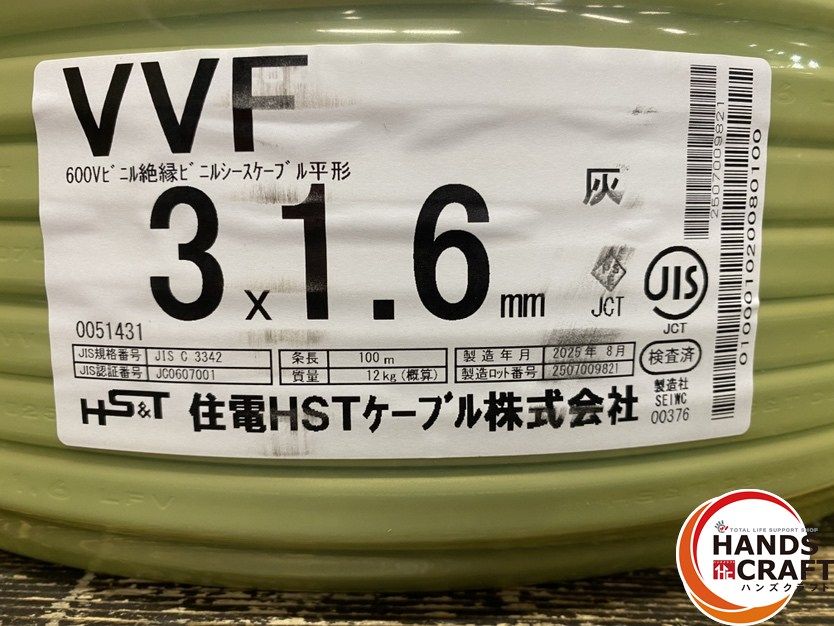 VVF
600Vビニル絶縁ビニルシースケーブル平形
灰
3x1.6mm
PSE
JCT
JIS
JCT
0051431
JIS規格番号 JIS C 3342
JIS認証番号 JC0607001
条長 100m
質量 12kg (概算)
製造年月 2025年 8月
製造ロット番号 2507009821
検査済
製造社
SEIWC
00376
HS&T 住電HSTケーブル株式会社
2507009821
010001020080100
TOTAL LIFE SUPPORT SHOP
HANDS
CRAFT
ハンズクラフト